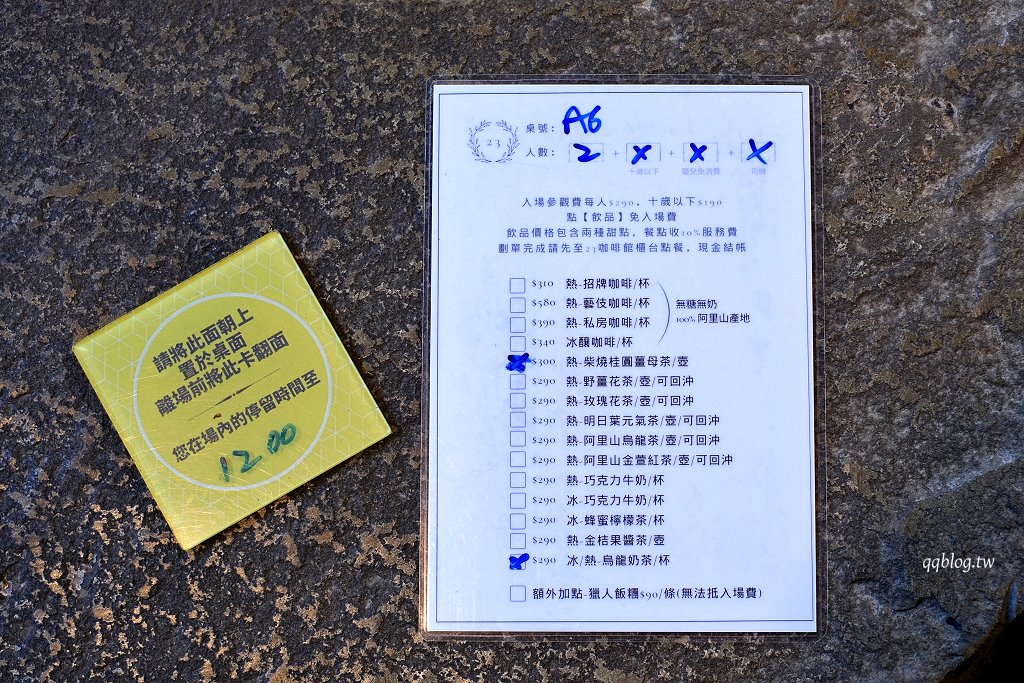 請將此面朝上
置於桌面
離場前將此卡翻面
您在場內的停留時間至
12 00
23
桌號： A6
人數： 2 + X + X + X
十歲以下 嬰兒免消費 司機
入場參觀費每人$290，十歲以下$190
點【飲品】免入場費
飲品價格包含兩種甜點，餐點收10%服務費
劃單完成請先至23咖啡館櫃台點餐，現金結帳
$310 熱-招牌咖啡/杯
$580 熱-藝伎咖啡/杯
無糖無奶
$390 熱-私房咖啡/杯
100% 阿里山產地
$340 冰釀咖啡/杯
X $300 熱-柴燒桂圓薑母茶/壺
$290 熱-野薑花茶/壺/可回沖
$290 熱-玫瑰花茶/壺/可回沖
$290 熱-明日葉元氣茶/壺/可回沖
$290 熱-阿里山烏龍茶/壺/可回沖
$290 熱-阿里山金萱紅茶/壺/可回沖
$290 熱-巧克力牛奶/杯
$290 冰-巧克力牛奶/杯
$290 冰-蜂蜜檸檬茶/杯
$290 熱-金桔果醬茶/壺
X $290 冰/熱-烏龍奶茶/杯
額外加點-獵人飯糰$90/條(無法抵入場費)
qqblog.tw